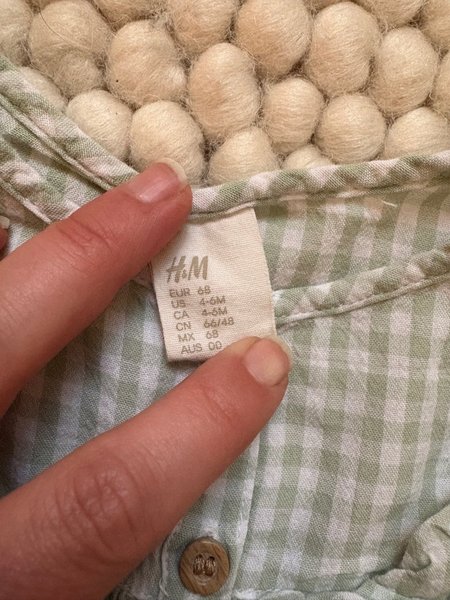 H&M
EUR 68
US 4-6M
CA 4-6M
CN 66/48
MX 68
AUS 00